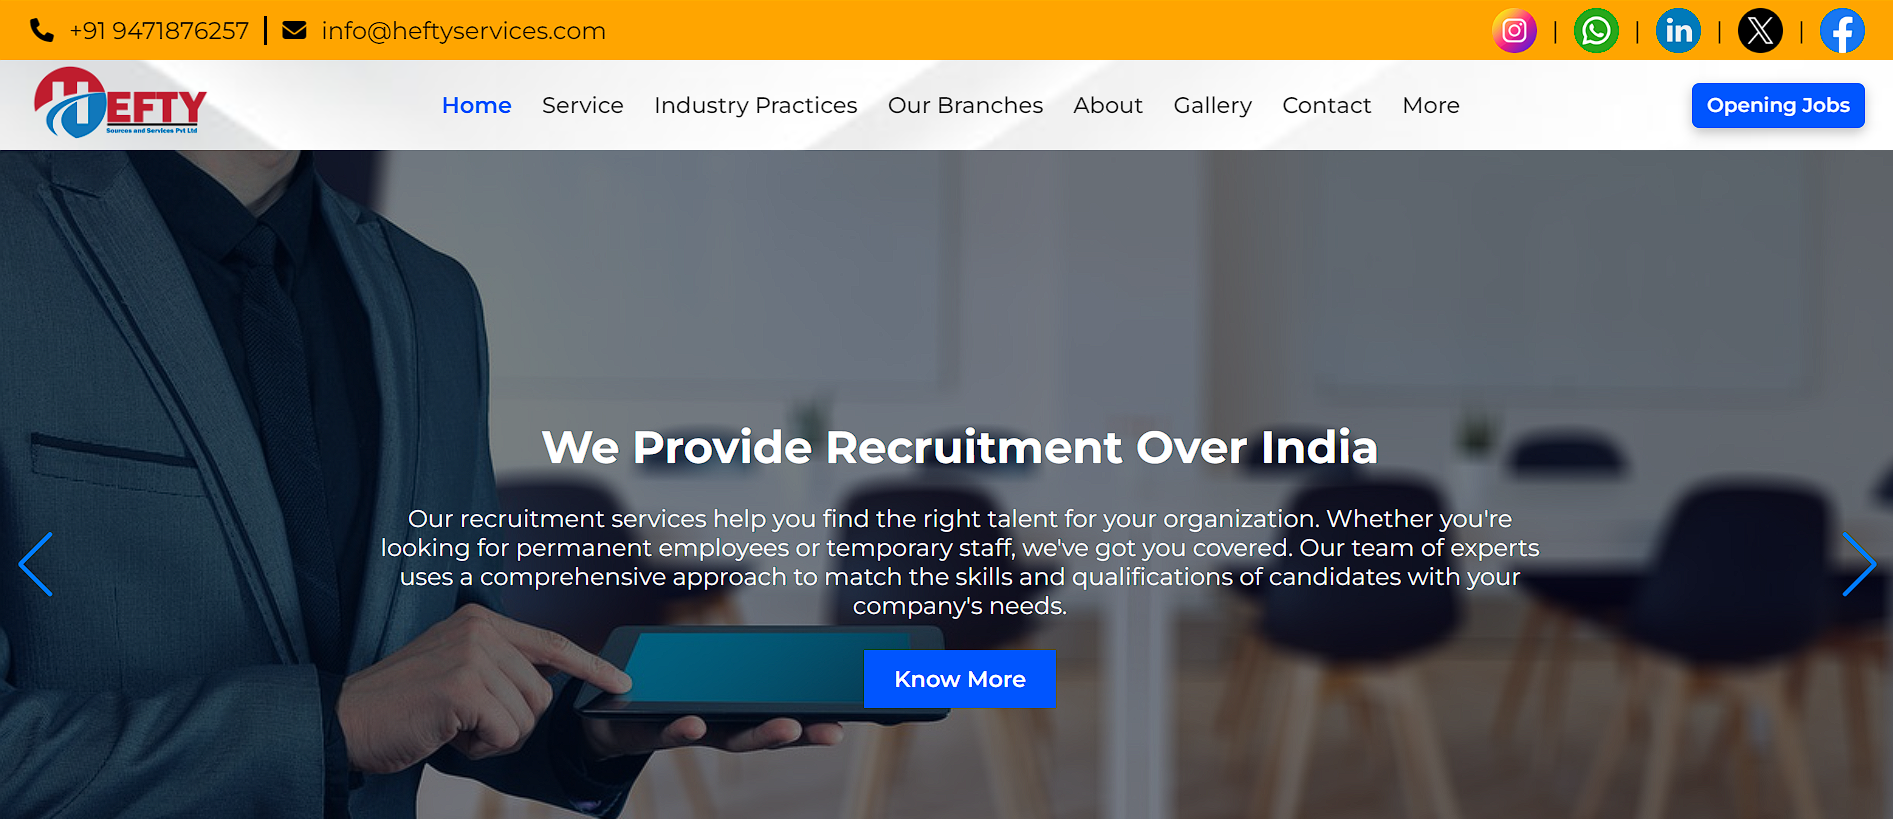 +91 9471876257
info@heftyservices.com
HEFTY
Sources and Services Pvt Ltd
Home Service Industry Practices Our Branches About Gallery Contact More
Opening Jobs
We Provide Recruitment Over India
Our recruitment services help you find the right talent for your organization. Whether you're
looking for permanent employees or temporary staff, we've got you covered. Our team of experts
uses a comprehensive approach to match the skills and qualifications of candidates with your
company's needs.
Know More